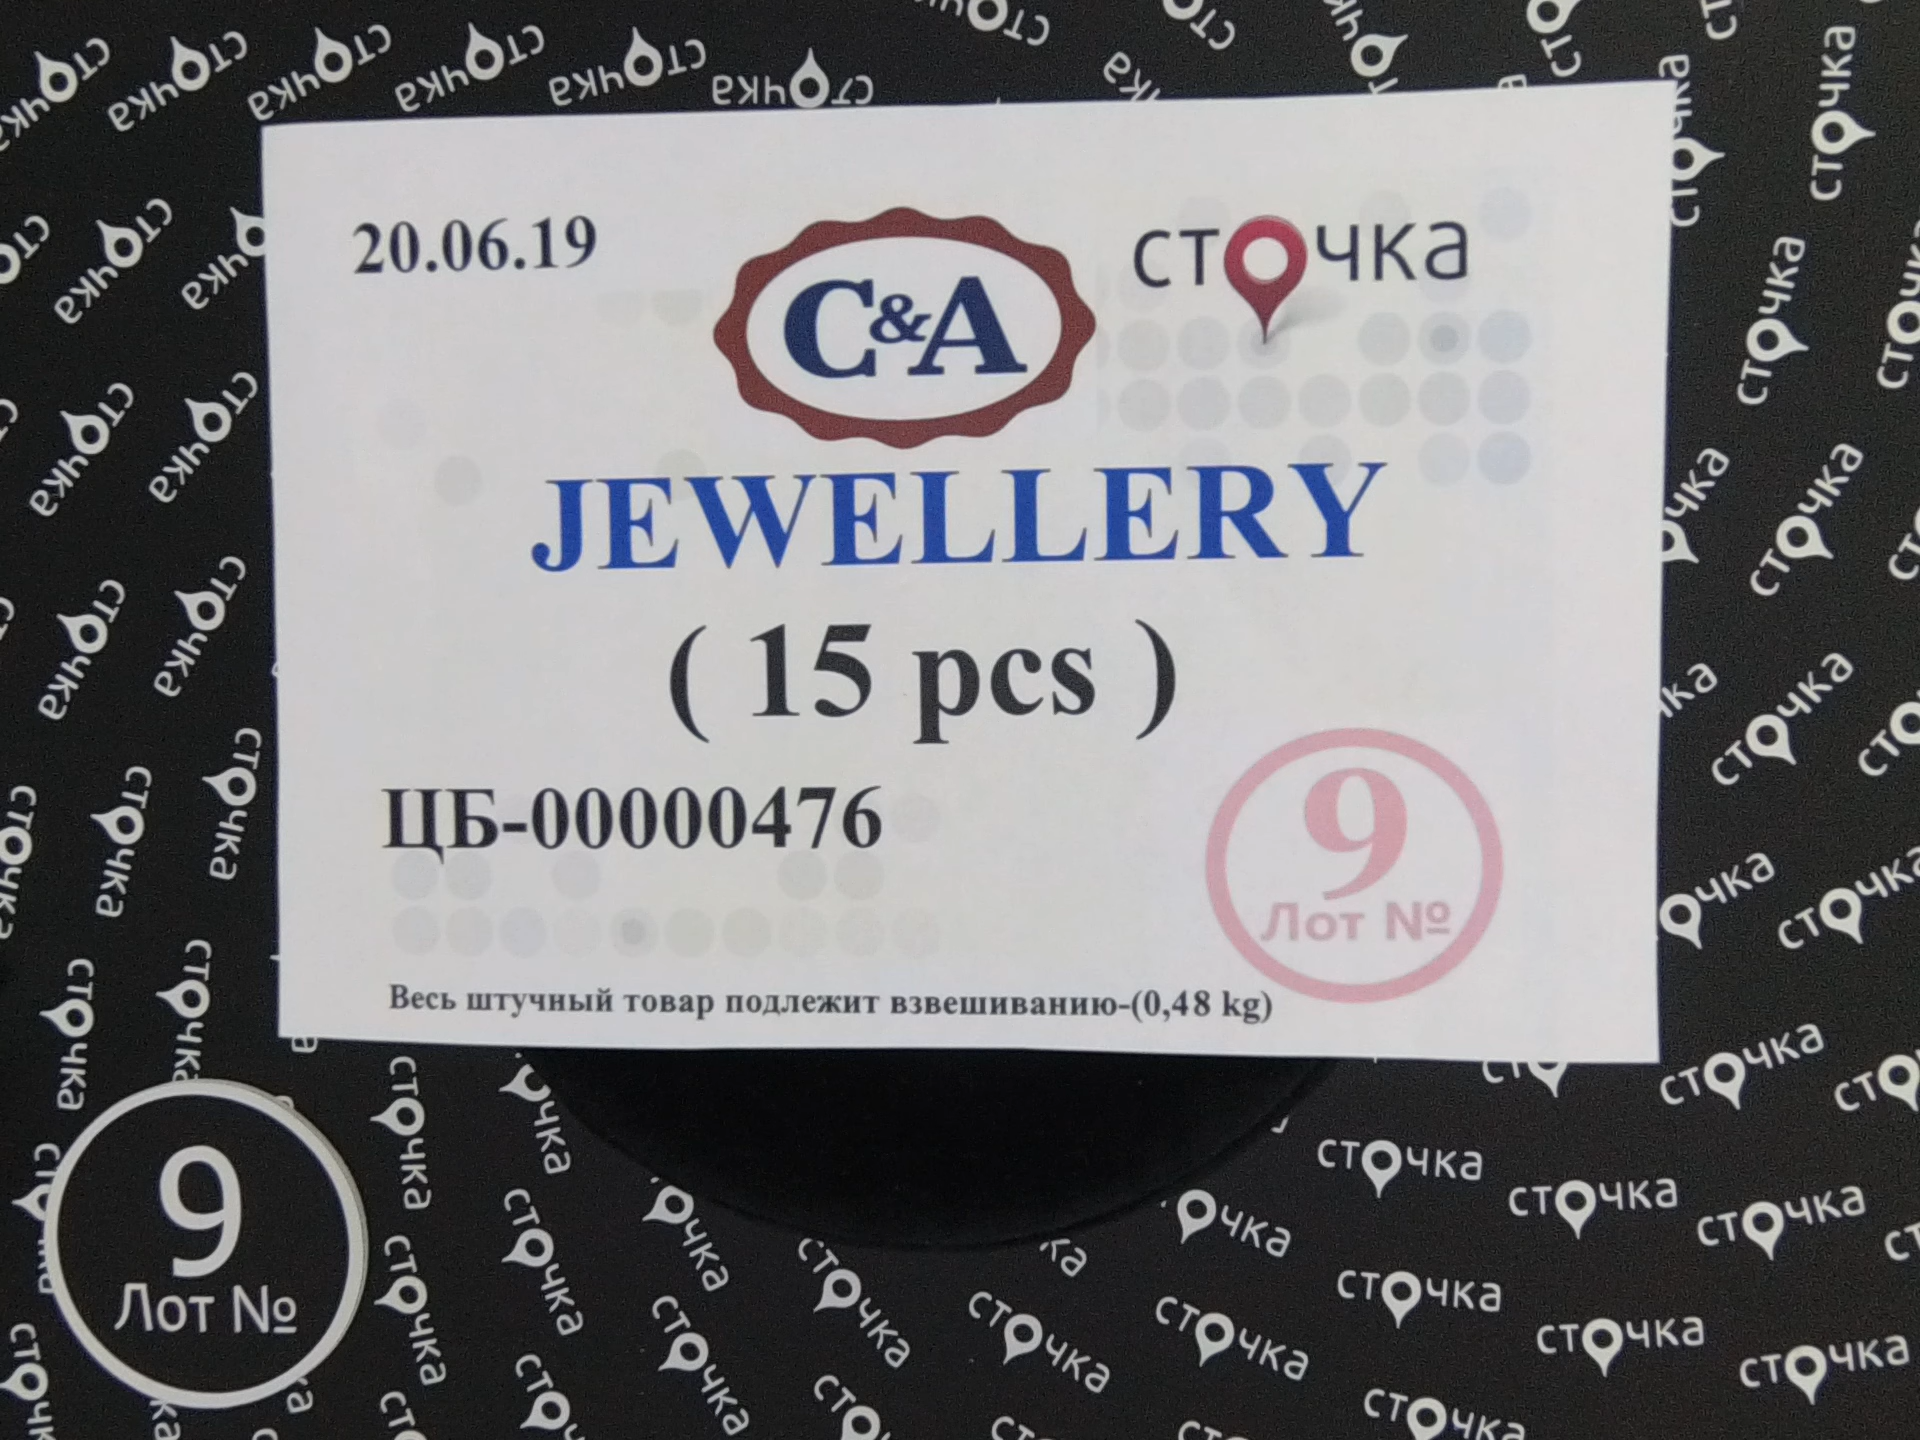 20.06.19
C&A
сточка
JEWELLERY
( 15 pcs )
ЦБ-00000476
9
Лот №
Весь штучный товар подлежит взвешиванию-(0,48 kg)
9
Лот №
сточка